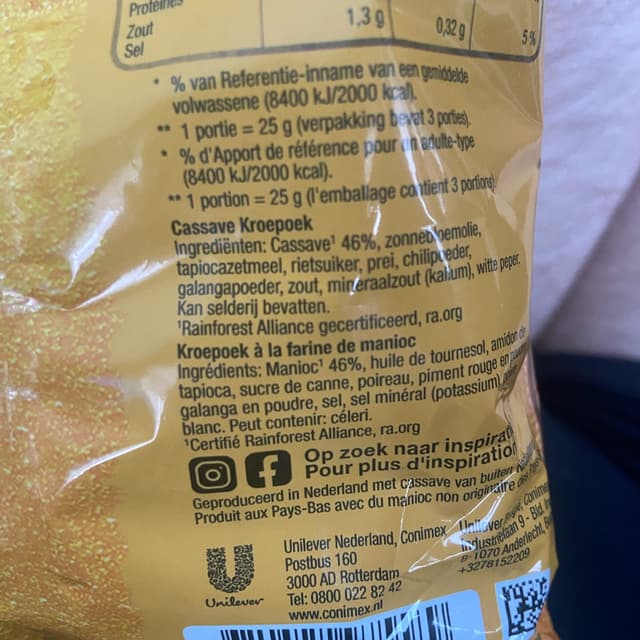 Proteïnes
Zout
Sel
1,3 g
0,32 g
5%
* % van Referentie-inname van een gemiddelde
volwassene (8400 kJ/2000 kcal).
** 1 portie = 25 g (verpakking bevat 3 porties).
* % d'Apport de référence pour un adulte-type
(8400 kJ/2000 kcal).
** 1 portion = 25 g (l'emballage contient 3 portions).
Cassave Kroepoek
Ingrediënten: Cassave¹ 46%, zonnebloemolie,
tapiocazetmeel, rietsuiker, prei, chilipoeder,
galangapoeder, zout, mineraalzout (kalium), witte peper.
Kan selderij bevatten.
¹Rainforest Alliance gecertificeerd, ra.org
Kroepoek à la farine de manioc
Ingrédients: Manioc¹ 46%, huile de tournesol, amidon de
tapioca, sucre de canne, poireau, piment rouge en
galanga en poudre, sel, sel minéral (potassium),
blanc. Peut contenir: céleri.
¹Certifié Rainforest Alliance, ra.org
Op zoek naar
Pour plus d'inspiration
Geproduceerd in Nederland met cassave van buiten
Produit aux Pays-Bas avec du manioc non originaire des
Unilever
Unilever Nederland, Conimex
Postbus 160
3000 AD Rotterdam
Tel: 0800 022 82 42
www.conimex.nl
Unilever
Industrielaan 9 - Bld.
B-1070 Anderlecht,
+3278152209